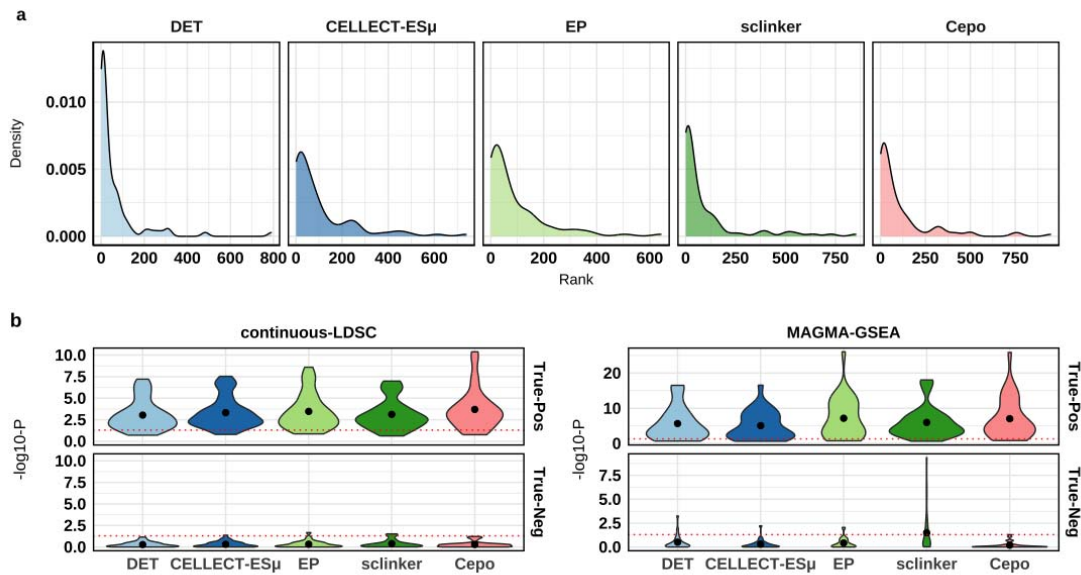 a
DET CELLECT-ESµ EP sclinker Cepo
0.010
0.005
0.000
Density
0 200 400 600 800 0 200 400 600 0 200 400 600 0 250 500 750 0 250 500 750
Rank
b
continuous-LDSC MAGMA-GSEA
10.0
7.5
5.0
2.5
0.0
True-Pos
20
10
0
True-Pos
-log10-P
-log10-P
10.0
7.5
5.0
2.5
0.0
True-Neg
7.5
5.0
2.5
0.0
True-Neg
DET CELLECT-ESµ EP sclinker Cepo
DET CELLECT-ESµ EP sclinker Cepo